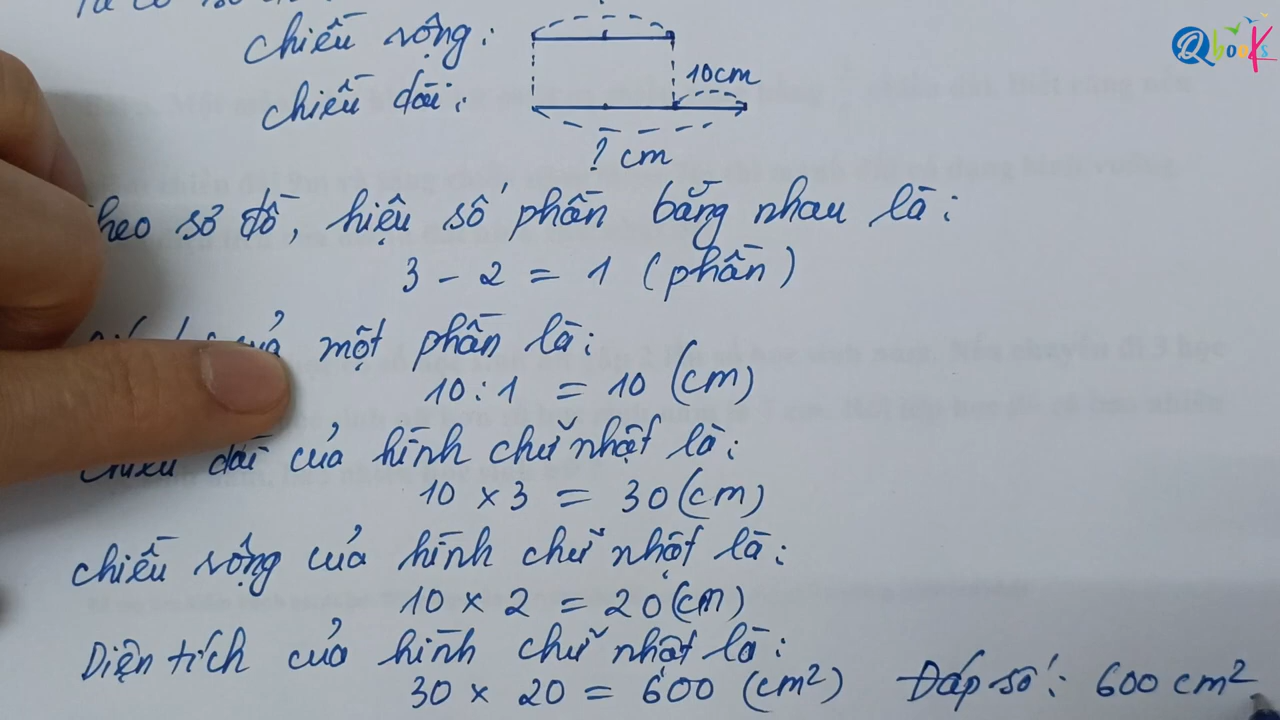 Qbooks
chiều rộng:
chiều dài:
10cm
? cm
heo sơ đồ, hiệu số phần bằng nhau là:
3 - 2 = 1 (phần)
một phần là:
10 : 1 = 10 (cm)
dài của hình chữ nhật là:
10 x 3 = 30 (cm)
chiều rộng của hình chữ nhật là:
10 x 2 = 20 (cm)
Diện tích của hình chữ nhật là:
30 x 20 = 600 (cm²) Đáp số: 600 cm²